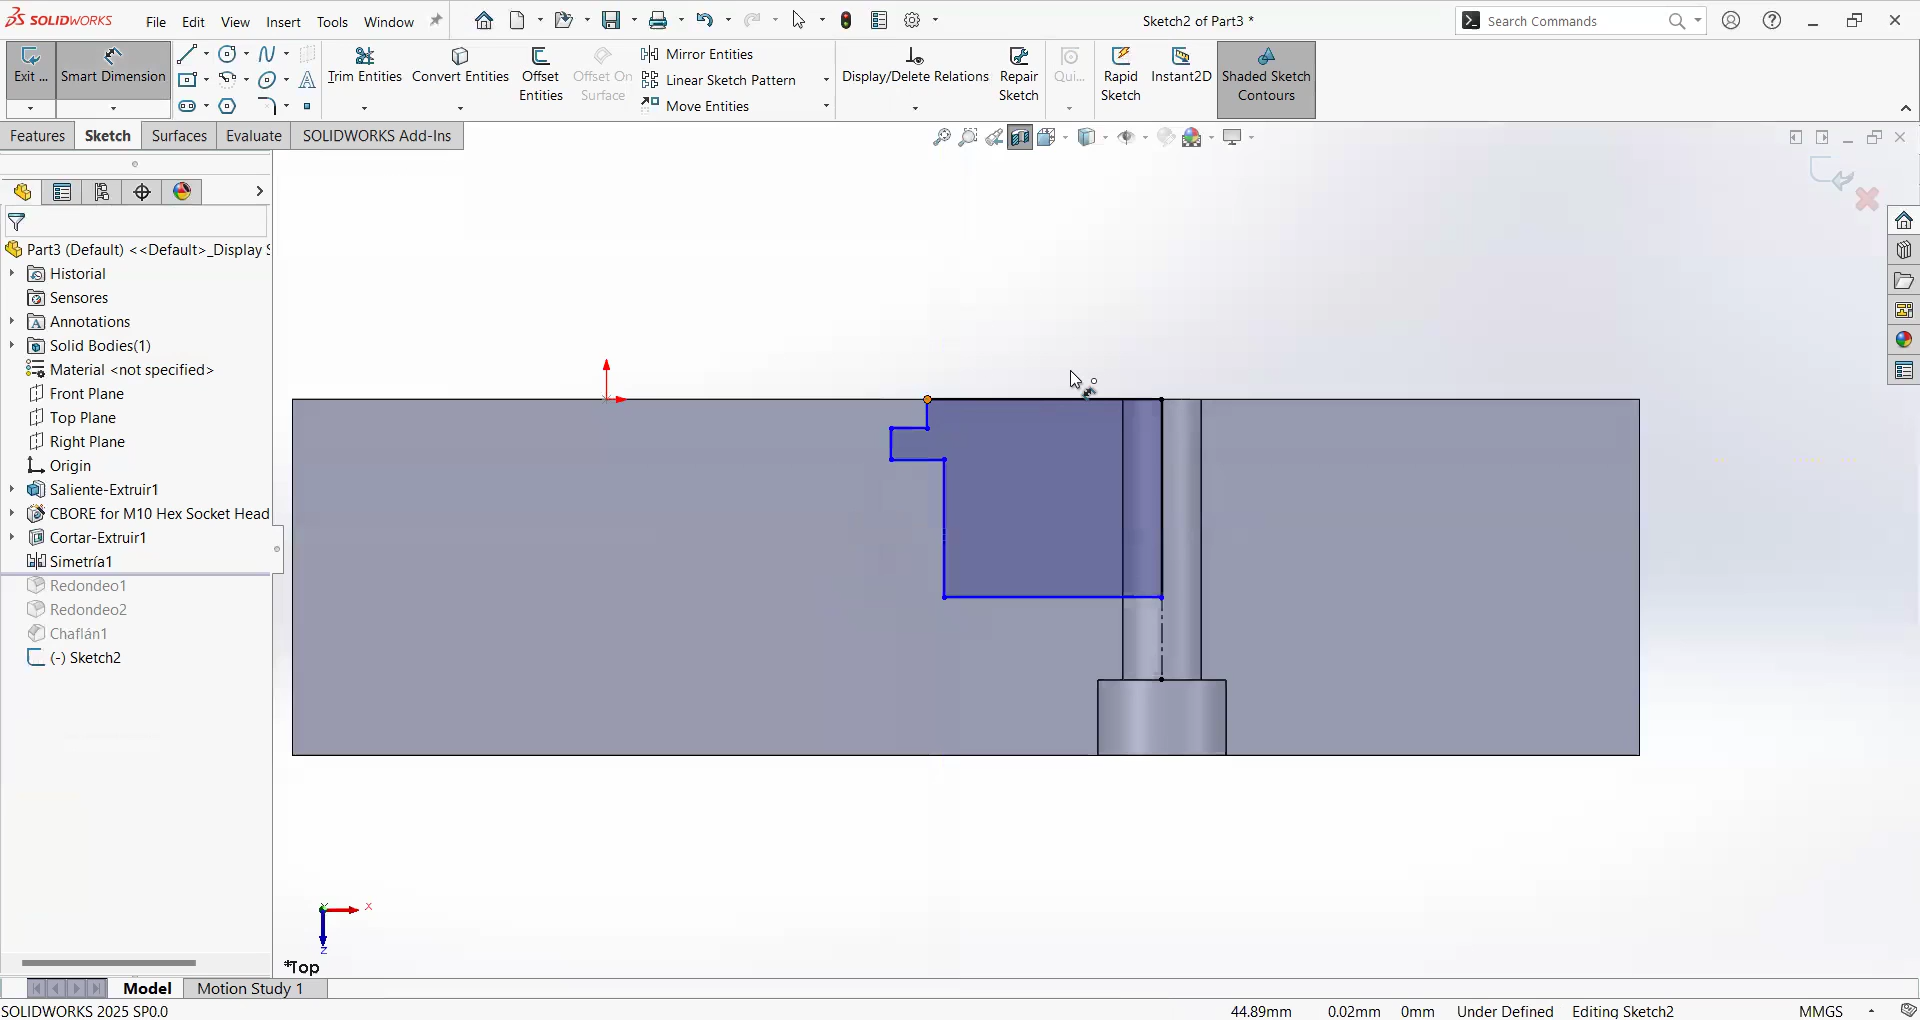 SOLIDWORKS File Edit View Insert Tools Window Sketch2 of Part3 * Search Commands
Exit ... Smart Dimension Trim Entities Convert Entities Offset Entities Offset On Surface Mirror Entities Linear Sketch Pattern Move Entities Display/Delete Relations Repair Sketch Qui... Rapid Sketch Instant2D Shaded Sketch Contours
Features Sketch Surfaces Evaluate SOLIDWORKS Add-Ins
Part3 (Default) <<Default>_Display S
Historial
Sensores
Annotations
Solid Bodies(1)
Material <not specified>
Front Plane
Top Plane
Right Plane
Origin
Saliente-Extruir1
CBORE for M10 Hex Socket Head
Cortar-Extruir1
Simetría1
Redondeo1
Redondeo2
Chaflán1
(-) Sketch2
Y X
Z
*Top
Model Motion Study 1
SOLIDWORKS 2025 SP0.0 44.89mm 0.02mm 0mm Under Defined Editing Sketch2 MMGS